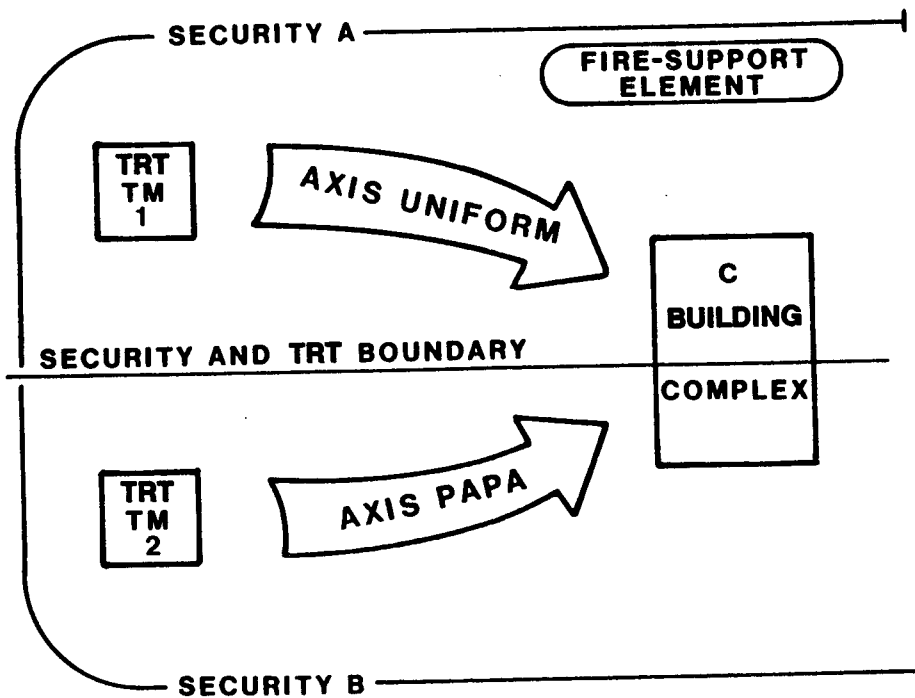 SECURITY A
FIRE-SUPPORT
ELEMENT
TRT
TM
1
AXIS UNIFORM
C
BUILDING
SECURITY AND TRT BOUNDARY
COMPLEX
TRT
TM
2
AXIS PAPA
SECURITY B